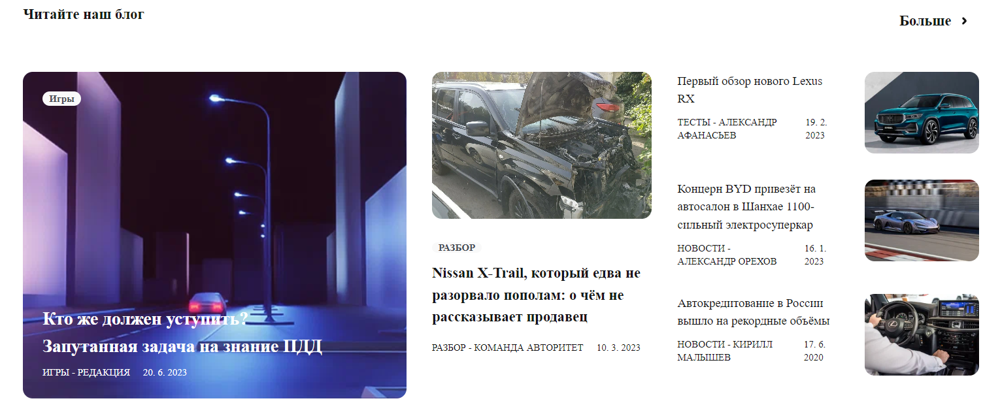 Читайте наш блог
Больше
Игры
Кто же должен уступить?
Запутанная задача на знание ПДД
ИГРЫ - РЕДАКЦИЯ 20. 6. 2023
РАЗБОР
Nissan X-Trail, который едва не
разорвало пополам: о чём не
рассказывает продавец
РАЗБОР - КОМАНДА АВТОРИТЕТ 10. 3. 2023
Первый обзор нового Lexus
RX
ТЕСТЫ - АЛЕКСАНДР
АФАНАСЬЕВ
19. 2.
2023
Концерн BYD привезёт на
автосалон в Шанхае 1100-
сильный электросуперкар
НОВОСТИ -
АЛЕКСАНДР ОРЕХОВ
16. 1.
2023
Автокредитование в России
вышло на рекордные объёмы
НОВОСТИ - КИРИЛЛ
МАЛЫШЕВ
17. 6.
2020